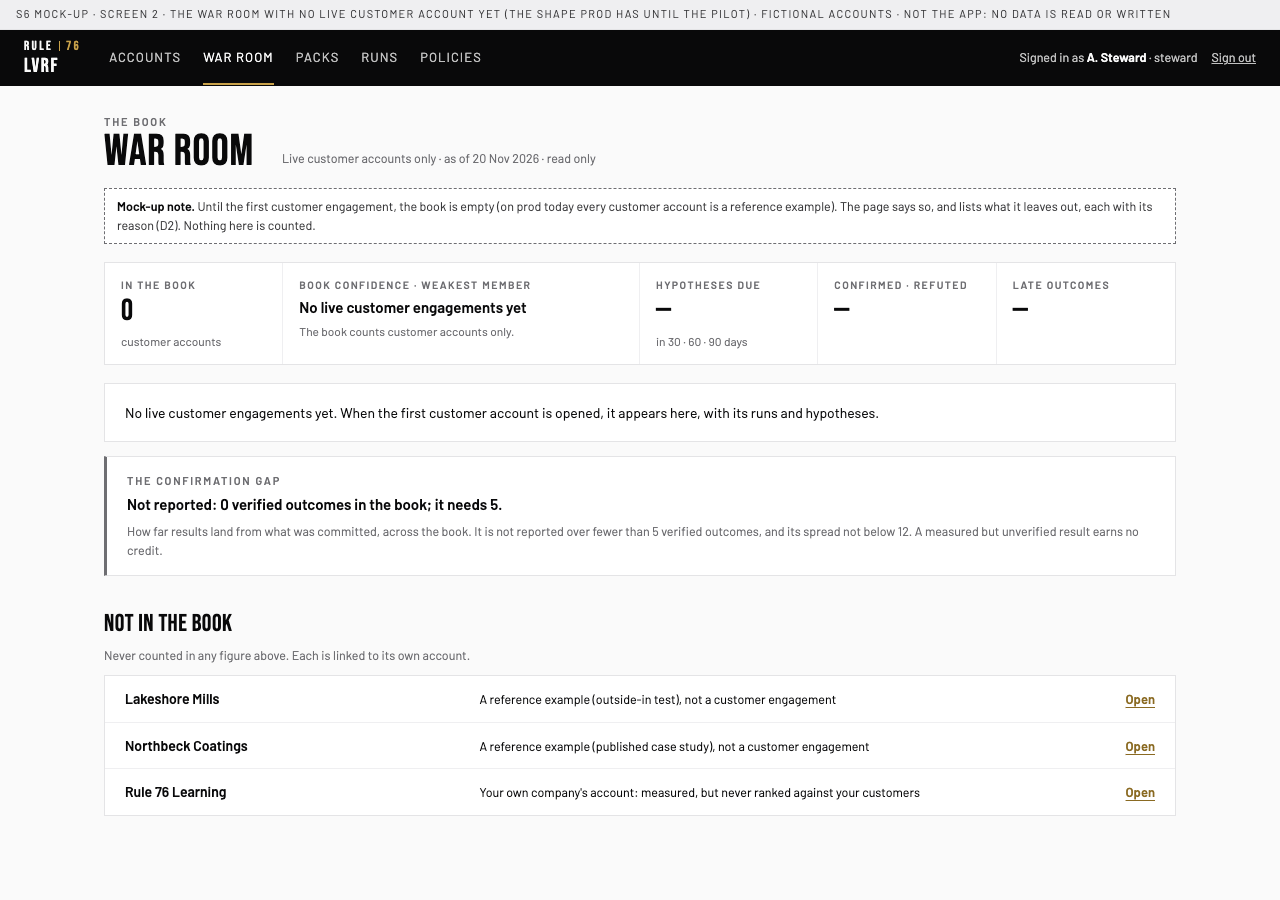 S6 MOCK-UP · SCREEN 2 · THE WAR ROOM WITH NO LIVE CUSTOMER ACCOUNT YET (THE SHAPE PROD HAS UNTIL THE PILOT) · FICTIONAL ACCOUNTS · NOT THE APP: NO DATA IS READ OR WRITTEN
RULE | 76
LVRF
ACCOUNTS WAR ROOM PACKS RUNS POLICIES
Signed in as A. Steward · steward Sign out
THE BOOK
WAR ROOM
Live customer accounts only · as of 20 Nov 2026 · read only
Mock-up note. Until the first customer engagement, the book is empty (on prod today every customer account is a reference example). The page says so, and lists what it leaves out, each with its
reason (D2). Nothing here is counted.
IN THE BOOK
0
customer accounts
BOOK CONFIDENCE · WEAKEST MEMBER
No live customer engagements yet
The book counts customer accounts only.
HYPOTHESES DUE
—
in 30 · 60 · 90 days
CONFIRMED · REFUTED
—
LATE OUTCOMES
—
No live customer engagements yet. When the first customer account is opened, it appears here, with its runs and hypotheses.
THE CONFIRMATION GAP
Not reported: 0 verified outcomes in the book; it needs 5.
How far results land from what was committed, across the book. It is not reported over fewer than 5 verified outcomes, and its spread not below 12. A measured but unverified result earns no
credit.
NOT IN THE BOOK
Never counted in any figure above. Each is linked to its own account.
Lakeshore Mills A reference example (outside-in test), not a customer engagement Open
Northbeck Coatings A reference example (published case study), not a customer engagement Open
Rule 76 Learning Your own company's account: measured, but never ranked against your customers Open